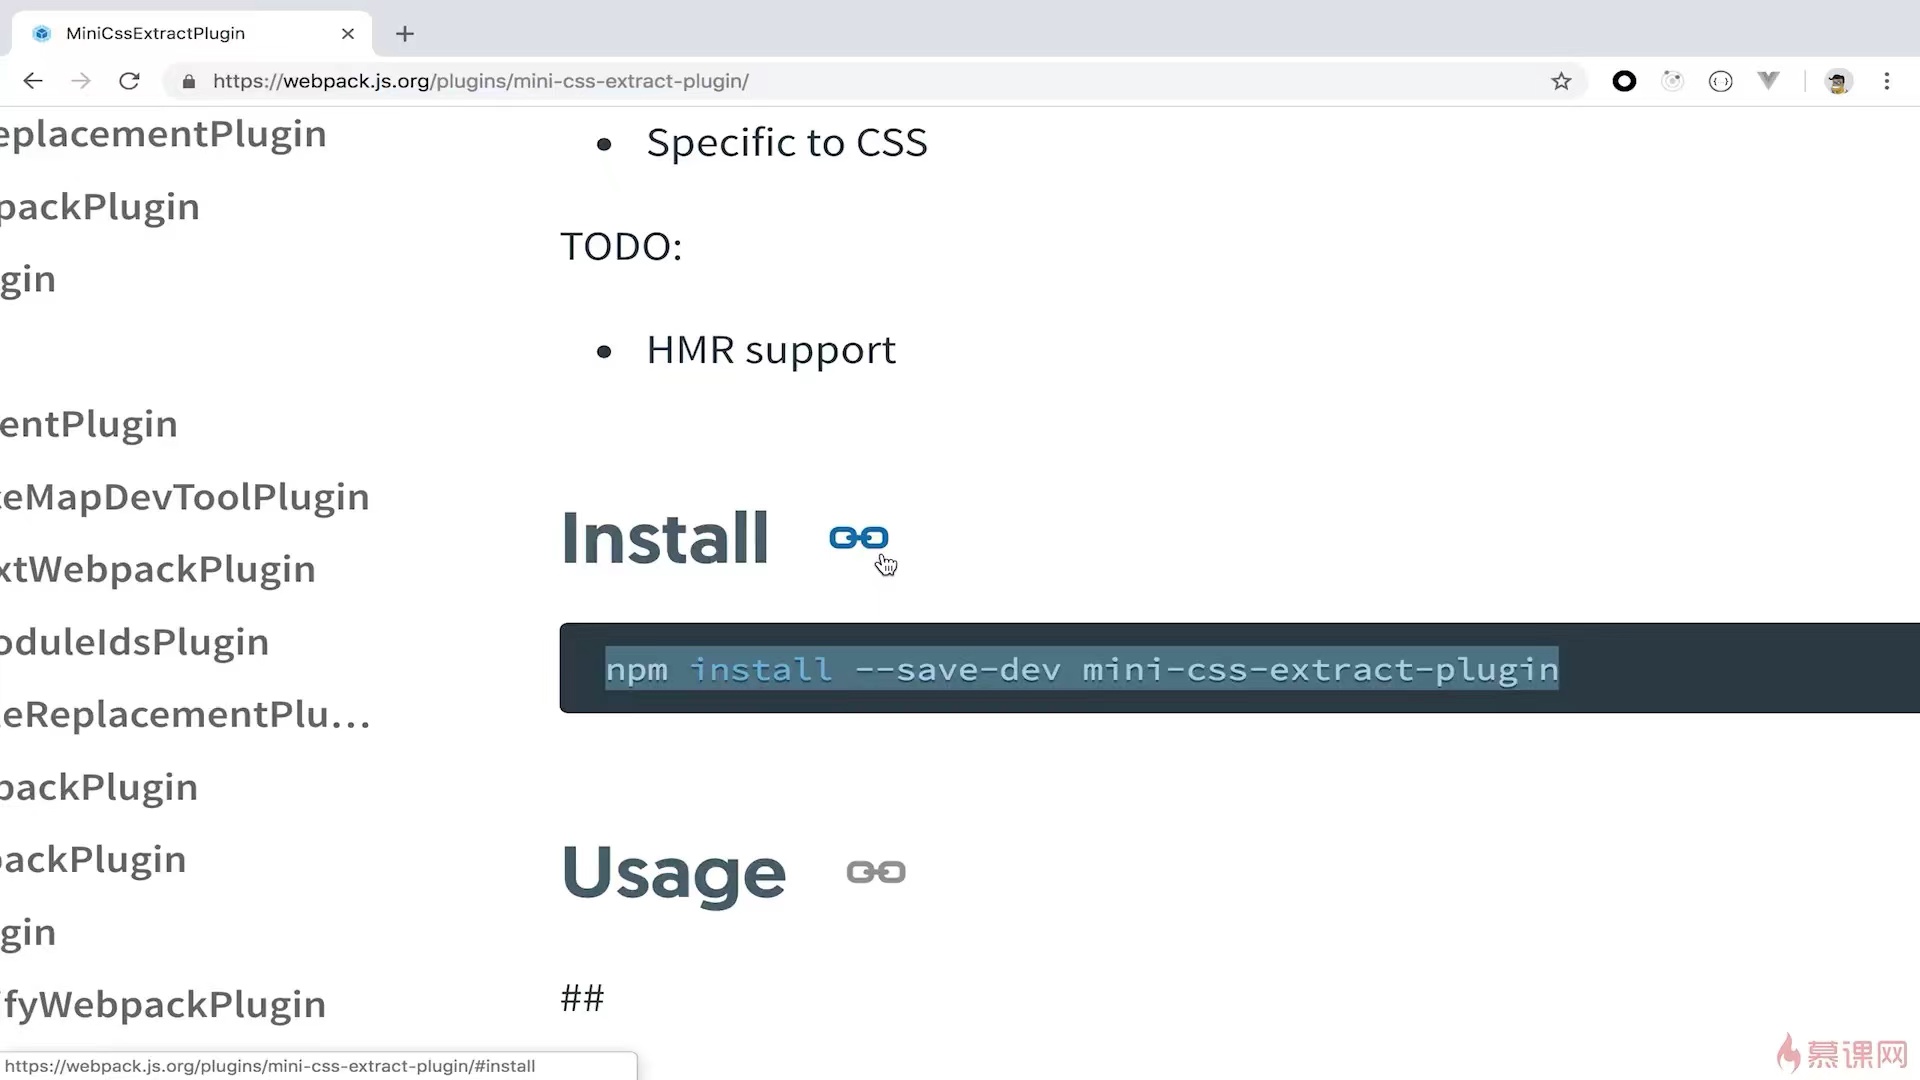 MiniCssExtractPlugin
https://webpack.js.org/plugins/mini-css-extract-plugin/
eplacementPlugin
packPlugin
gin
entPlugin
eMapDevToolPlugin
xtWebpackPlugin
oduleIdsPlugin
eReplacementPlu...
packPlugin
ackPlugin
gin
ifyWebpackPlugin
• Specific to CSS
TODO:
• HMR support
Install
npm install --save-dev mini-css-extract-plugin
Usage
##
https://webpack.js.org/plugins/mini-css-extract-plugin/#install
慕课网